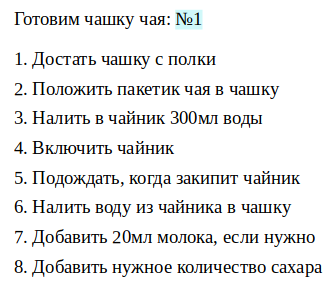 Готовим чашку чая: №1
1. Достать чашку с полки
2. Положить пакетик чая в чашку
3. Налить в чайник 300мл воды
4. Включить чайник
5. Подождать, когда закипит чайник
6. Налить воду из чайника в чашку
7. Добавить 20мл молока, если нужно
8. Добавить нужное количество сахара